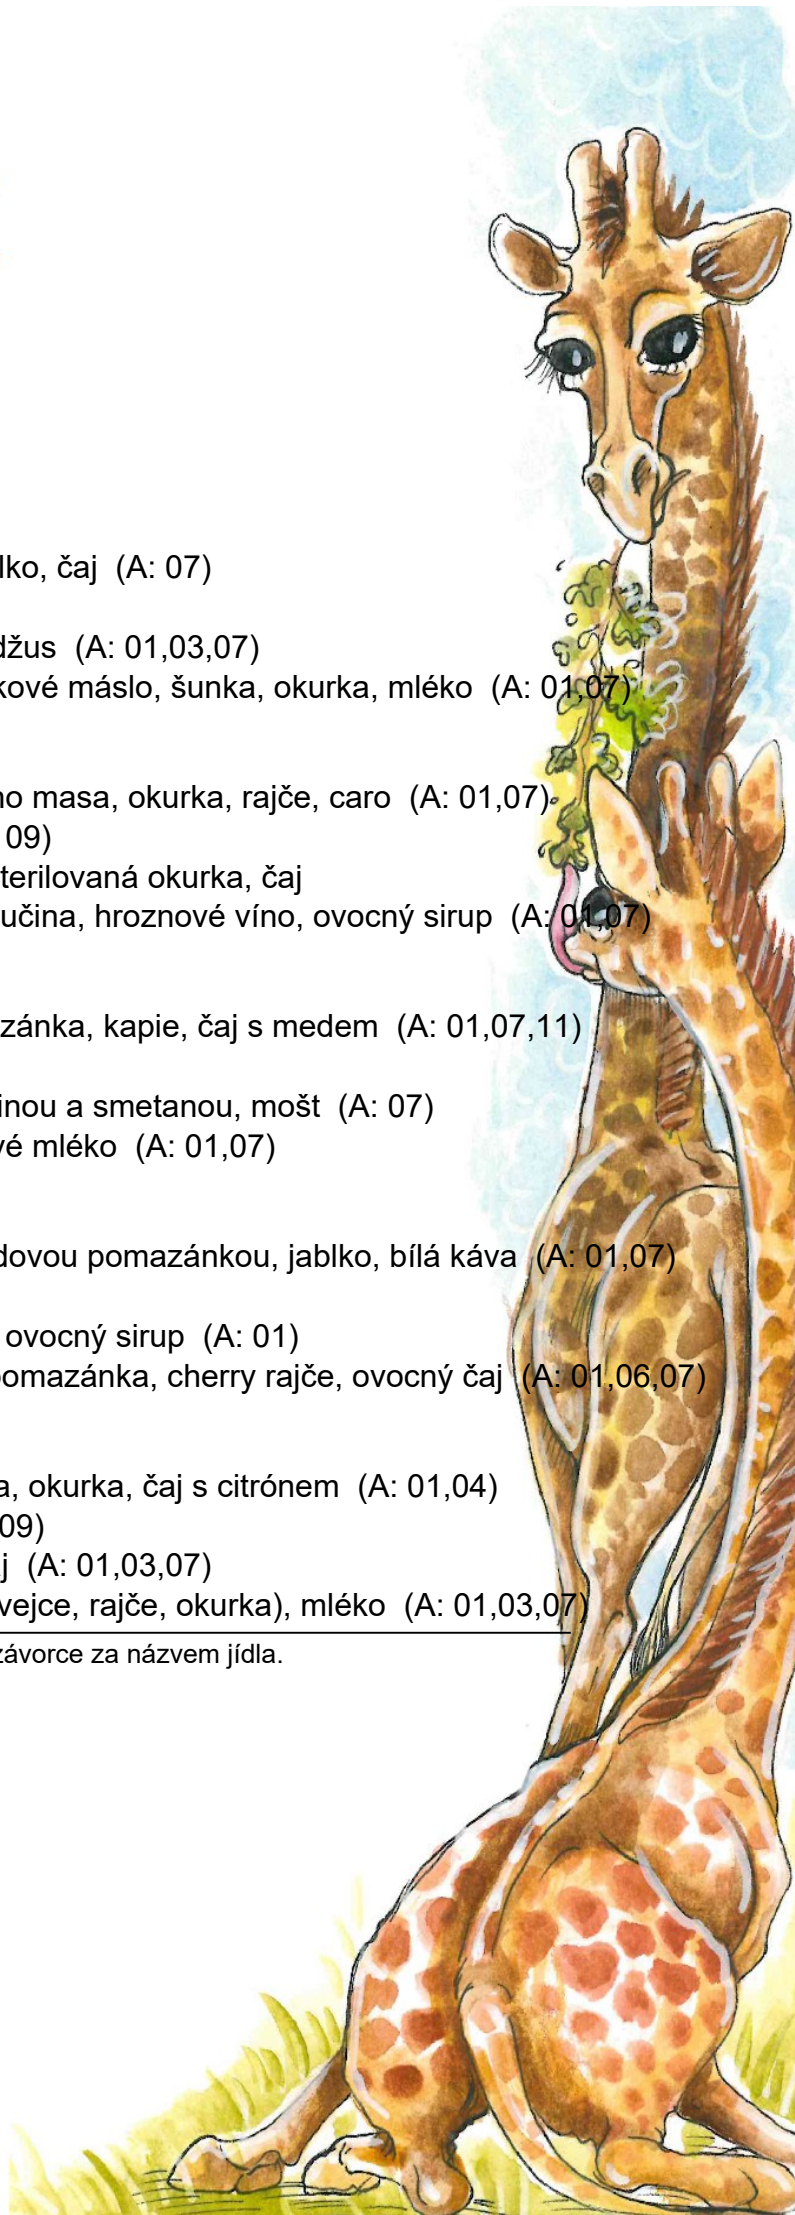 lko, čaj (A: 07)
džus (A: 01,03,07)
kové máslo, šunka, okurka, mléko (A: 01,07)
ho masa, okurka, rajče, caro (A: 01,07)
09)
terilovaná okurka, čaj
učina, hroznové víno, ovocný sirup (A: 01,07)
zánka, kapie, čaj s medem (A: 01,07,11)
inou a smetanou, mošt (A: 07)
vé mléko (A: 01,07)
dovou pomazánkou, jablko, bílá káva (A: 01,07)
ovocný sirup (A: 01)
pomazánka, cherry rajče, ovocný čaj (A: 01,06,07)
a, okurka, čaj s citrónem (A: 01,04)
09)
j (A: 01,03,07)
vejce, rajče, okurka), mléko (A: 01,03,07)
závorce za názvem jídla.